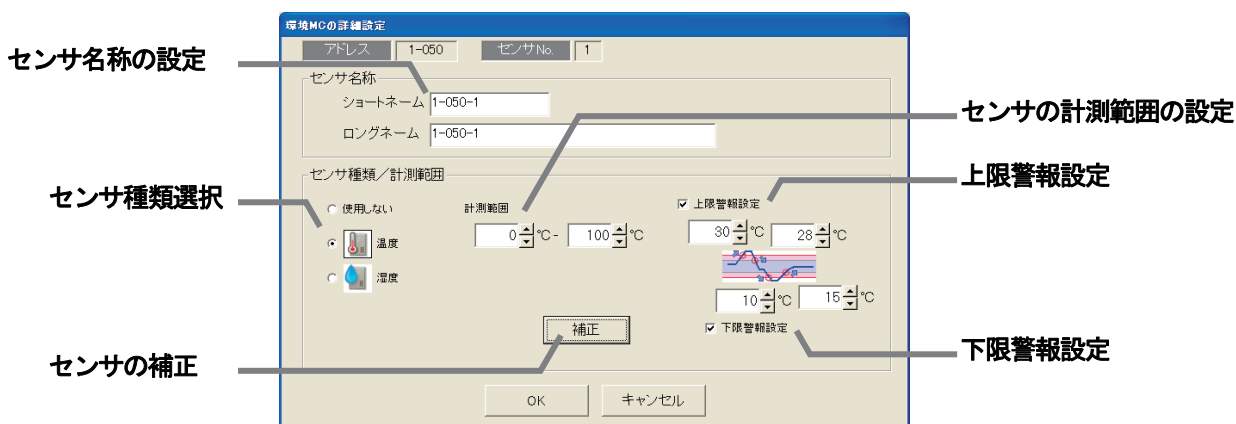 環境MCの詳細設定
アドレス 1-050 センサNo. 1
センサ名称の設定
センサ名称
ショートネーム 1-050-1
ロングネーム 1-050-1
センサの計測範囲の設定
センサ種類/計測範囲
上限警報設定
センサ種類選択
使用しない 計測範囲 上限警報設定
温度 0 ℃- 100 ℃ 30 ℃ 28 ℃
湿度
10 ℃ 15 ℃
補正 下限警報設定
センサの補正
下限警報設定
OK キャンセル